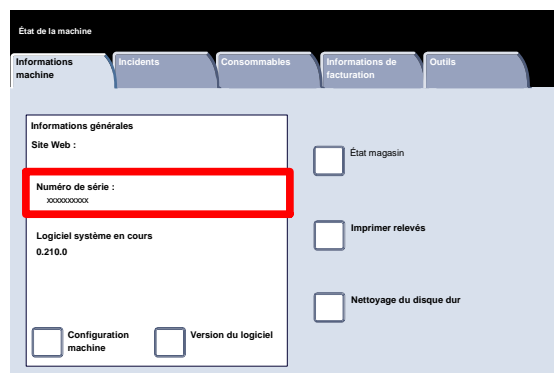 État de la machine
Informations machine
Incidents
Consommables
Informations de facturation
Outils
Informations générales
Site Web :
Numéro de série :
xxxxxxxxxx
Logiciel système en cours
0.210.0
Configuration machine
Version du logiciel
État magasin
Imprimer relevés
Nettoyage du disque dur